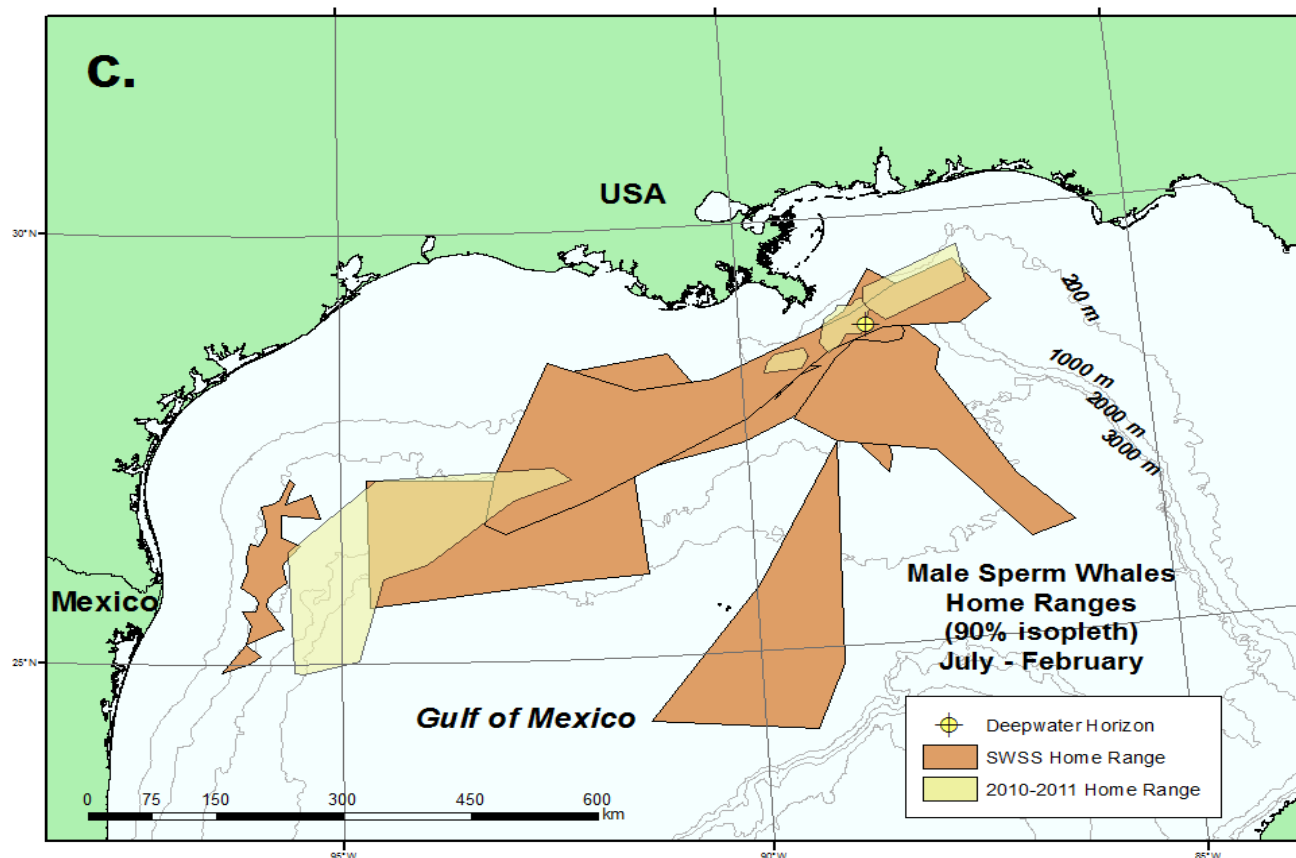 C.
USA
30°N
200 m
1000 m
2000 m
3000 m
Mexico
Male Sperm Whales
Home Ranges
(90% isopleth)
July - February
25°N
Gulf of Mexico
Deepwater Horizon
SWSS Home Range
2010-2011 Home Range
0 75 150 300 450 600
km
95°W
90°W
85°W